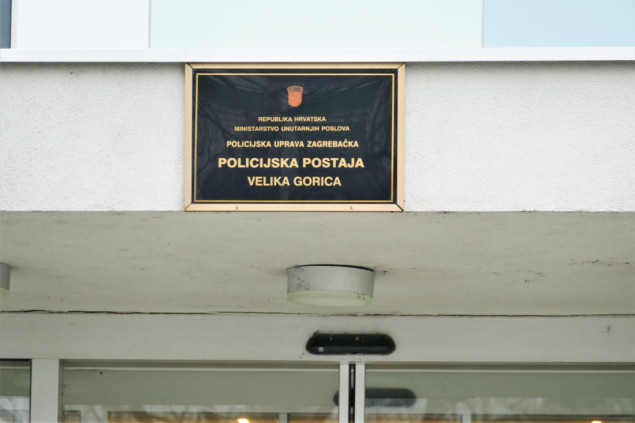 REPUBLIKA HRVATSKA
MINISTARSTVO UNUTARNJIH POSLOVA
POLICIJSKA UPRAVA ZAGREBAČKA
POLICIJSKA POSTAJA
VELIKA GORICA